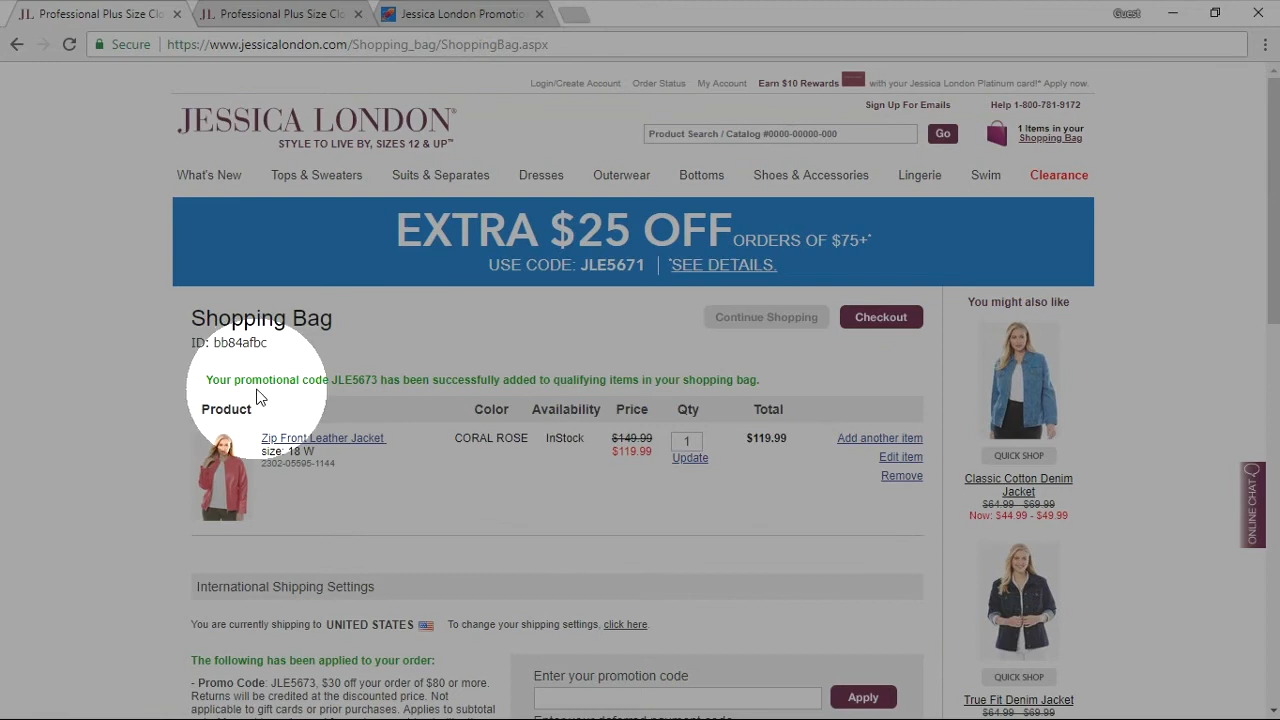 Professional Plus Size Clo
Professional Plus Size Clo
Jessica London Promotion
Guest
Secure
https://www.jessicalondon.com/Shopping_bag/ShoppingBag.aspx
Login/Create Account Order Status My Account Earn $10 Rewards with your Jessica London Platinum card!* Apply now.
Sign Up For Emails Help 1-800-781-9172
JESSICA LONDON®
STYLE TO LIVE BY, SIZES 12 & UP™
Product Search / Catalog #0000-00000-000
Go
1 Items in your
Shopping Bag
What's New Tops & Sweaters Suits & Separates Dresses Outerwear Bottoms Shoes & Accessories Lingerie Swim Clearance
EXTRA $25 OFF ORDERS OF $75+*
USE CODE: JLE5671 | *SEE DETAILS.
Shopping Bag
ID: bb84afbc
Continue Shopping
Checkout
Your promotional code JLE5673 has been successfully added to qualifying items in your shopping bag.
Product Color Availability Price Qty Total
Zip Front Leather Jacket CORAL ROSE InStock $149.99 1 $119.99 Add another item
size: 18 W $119.99 Update Edit item
2302-05595-1144
Remove
International Shipping Settings
You are currently shipping to UNITED STATES To change your shipping settings, click here.
The following has been applied to your order:
- Promo Code: JLE5673, $30 off your order of $80 or more.
Returns will be credited at the discounted price. Not
applicable to gift cards or prior purchases. Applies to subtotal
Enter your promotional code
Apply
Enter your deferred payment code
You might also like
QUICK SHOP
Classic Cotton Denim
Jacket
$64.99 - $69.99
Now: $44.99 - $49.99
QUICK SHOP
True Fit Denim Jacket
$64.99 - $69.99
ONLINE CHAT